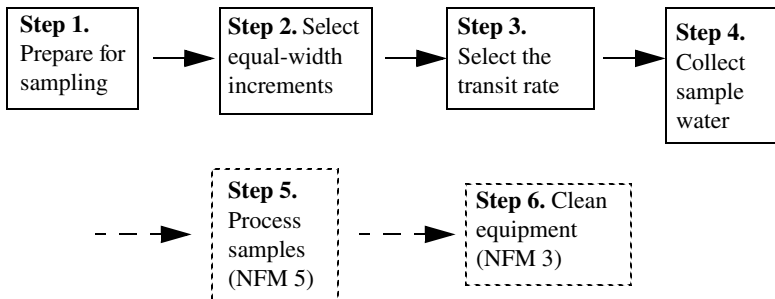 Step 1.
Prepare for
sampling
Step 2. Select
equal-width
increments
Step 3.
Select the
transit rate
Step 4.
Collect
sample
water
Step 5.
Process
samples
(NFM 5)
Step 6. Clean
equipment
(NFM 3)